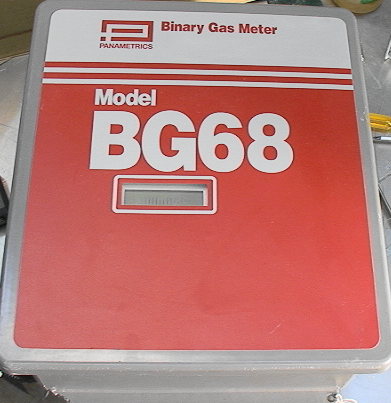 Binary Gas Meter
PANAMETRICS
Model
BG68